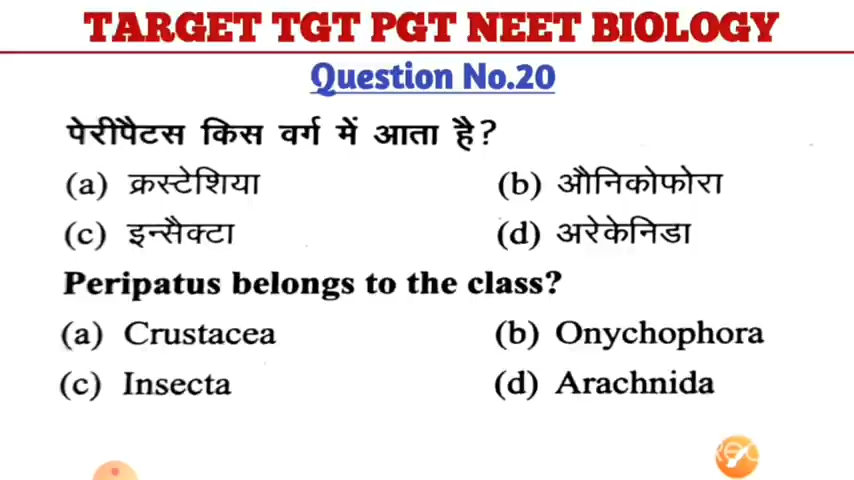 TARGET TGT PGT NEET BIOLOGY
Question No.20
पेरीपैटस किस वर्ग में आता है?
(a) क्रस्टेशिया (b) औनिकोफोरा
(c) इन्सैक्टा (d) अरेकेनिडा
Peripatus belongs to the class?
(a) Crustacea (b) Onychophora
(c) Insecta (d) Arachnida